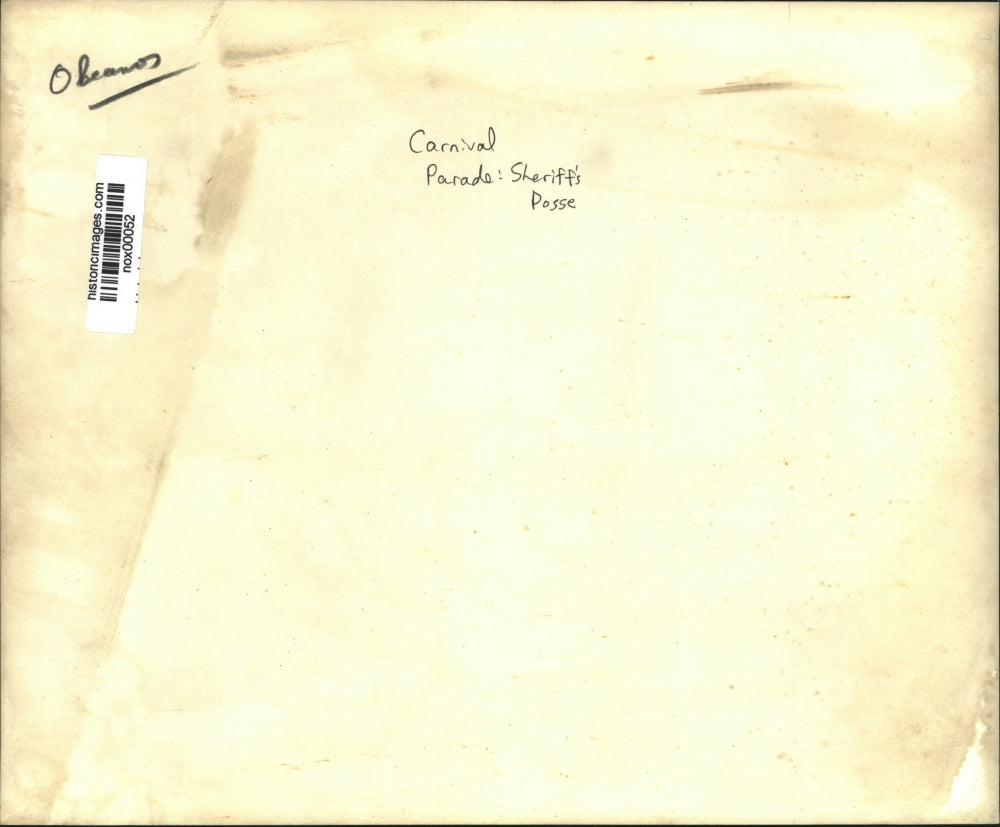 Obeanos
Carnival
Parade: Sheriff's
Posse
historicimages.com
nox00052